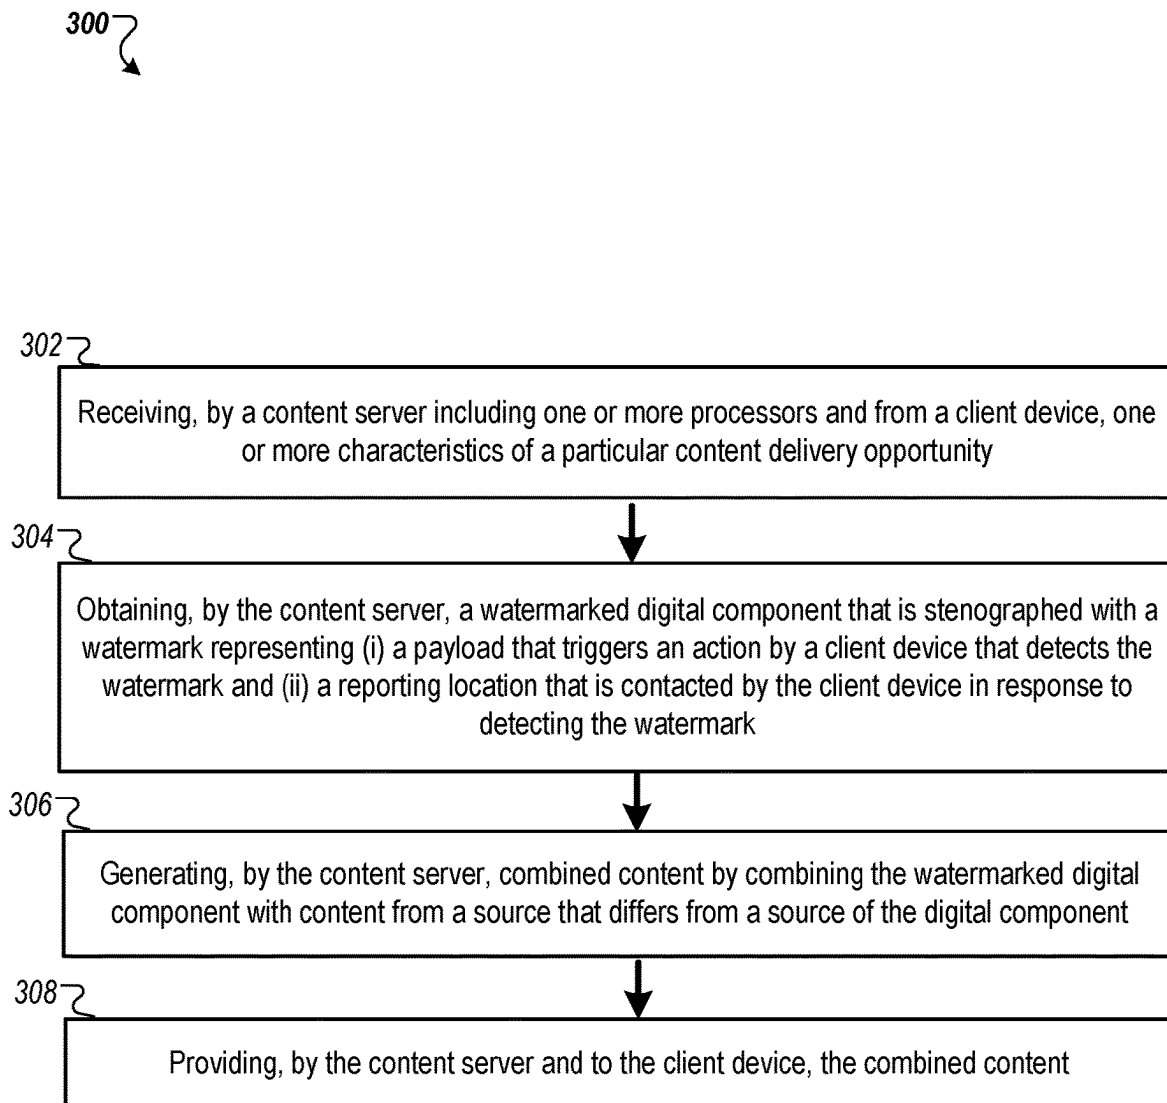 300
302
Receiving, by a content server including one or more processors and from a client device, one
or more characteristics of a particular content delivery opportunity
304
Obtaining, by the content server, a watermarked digital component that is stenographed with a
watermark representing (i) a payload that triggers an action by a client device that detects the
watermark and (ii) a reporting location that is contacted by the client device in response to
detecting the watermark
306
Generating, by the content server, combined content by combining the watermarked digital
component with content from a source that differs from a source of the digital component
308
Providing, by the content server and to the client device, the combined content